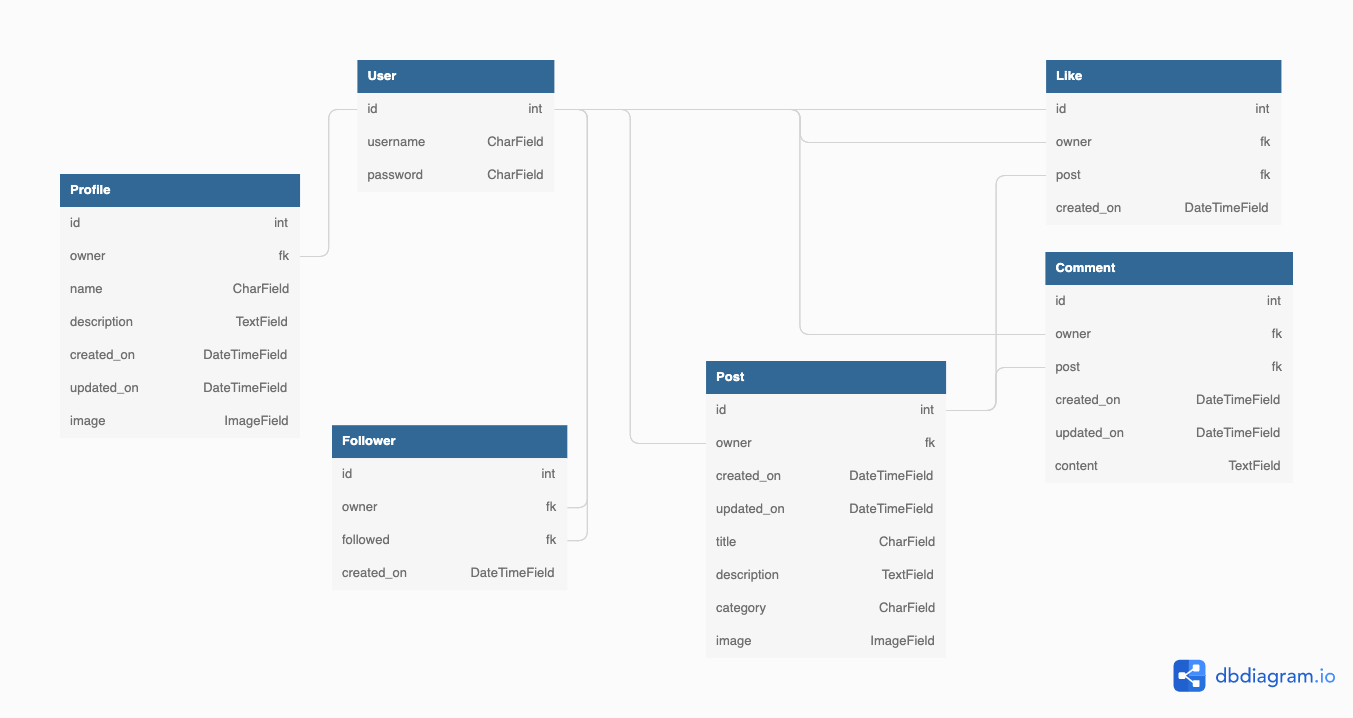 User
id int
username CharField
password CharField
Profile
id int
owner fk
name CharField
description TextField
created_on DateTimeField
updated_on DateTimeField
image ImageField
Follower
id int
owner fk
followed fk
created_on DateTimeField
Post
id int
owner fk
created_on DateTimeField
updated_on DateTimeField
title CharField
description TextField
category CharField
image ImageField
Like
id int
owner fk
post fk
created_on DateTimeField
Comment
id int
owner fk
post fk
created_on DateTimeField
updated_on DateTimeField
content TextField
dbdiagram.io